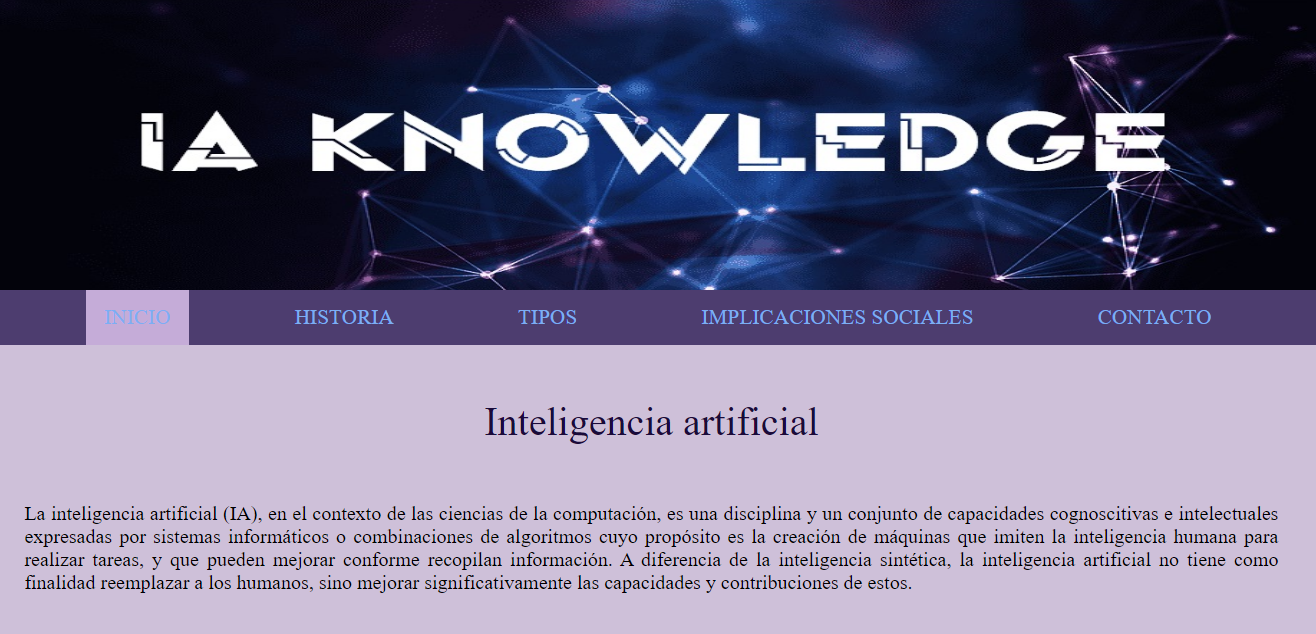 IA KNOWLEDGE
INICIO HISTORIA TIPOS IMPLICACIONES SOCIALES CONTACTO
Inteligencia artificial
La inteligencia artificial (IA), en el contexto de las ciencias de la computación, es una disciplina y un conjunto de capacidades cognoscitivas e intelectuales
expresadas por sistemas informáticos o combinaciones de algoritmos cuyo propósito es la creación de máquinas que imiten la inteligencia humana para
realizar tareas, y que pueden mejorar conforme recopilan información. A diferencia de la inteligencia sintética, la inteligencia artificial no tiene como
finalidad reemplazar a los humanos, sino mejorar significativamente las capacidades y contribuciones de estos.